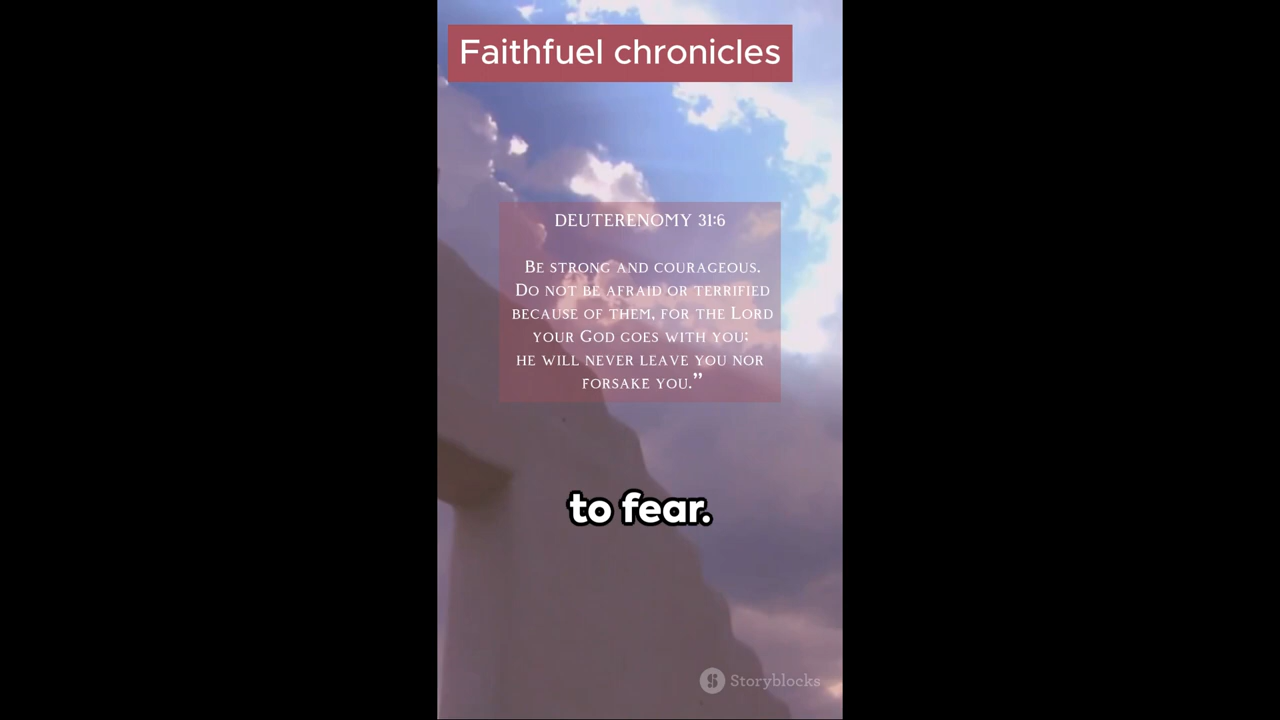 Faithfuel chronicles
DEUTERENOMY 31:6
Be strong and courageous.
Do not be afraid or terrified
because of them, for the Lord
your God goes with you;
he will never leave you nor
forsake you.”
to fear.
Storyblocks